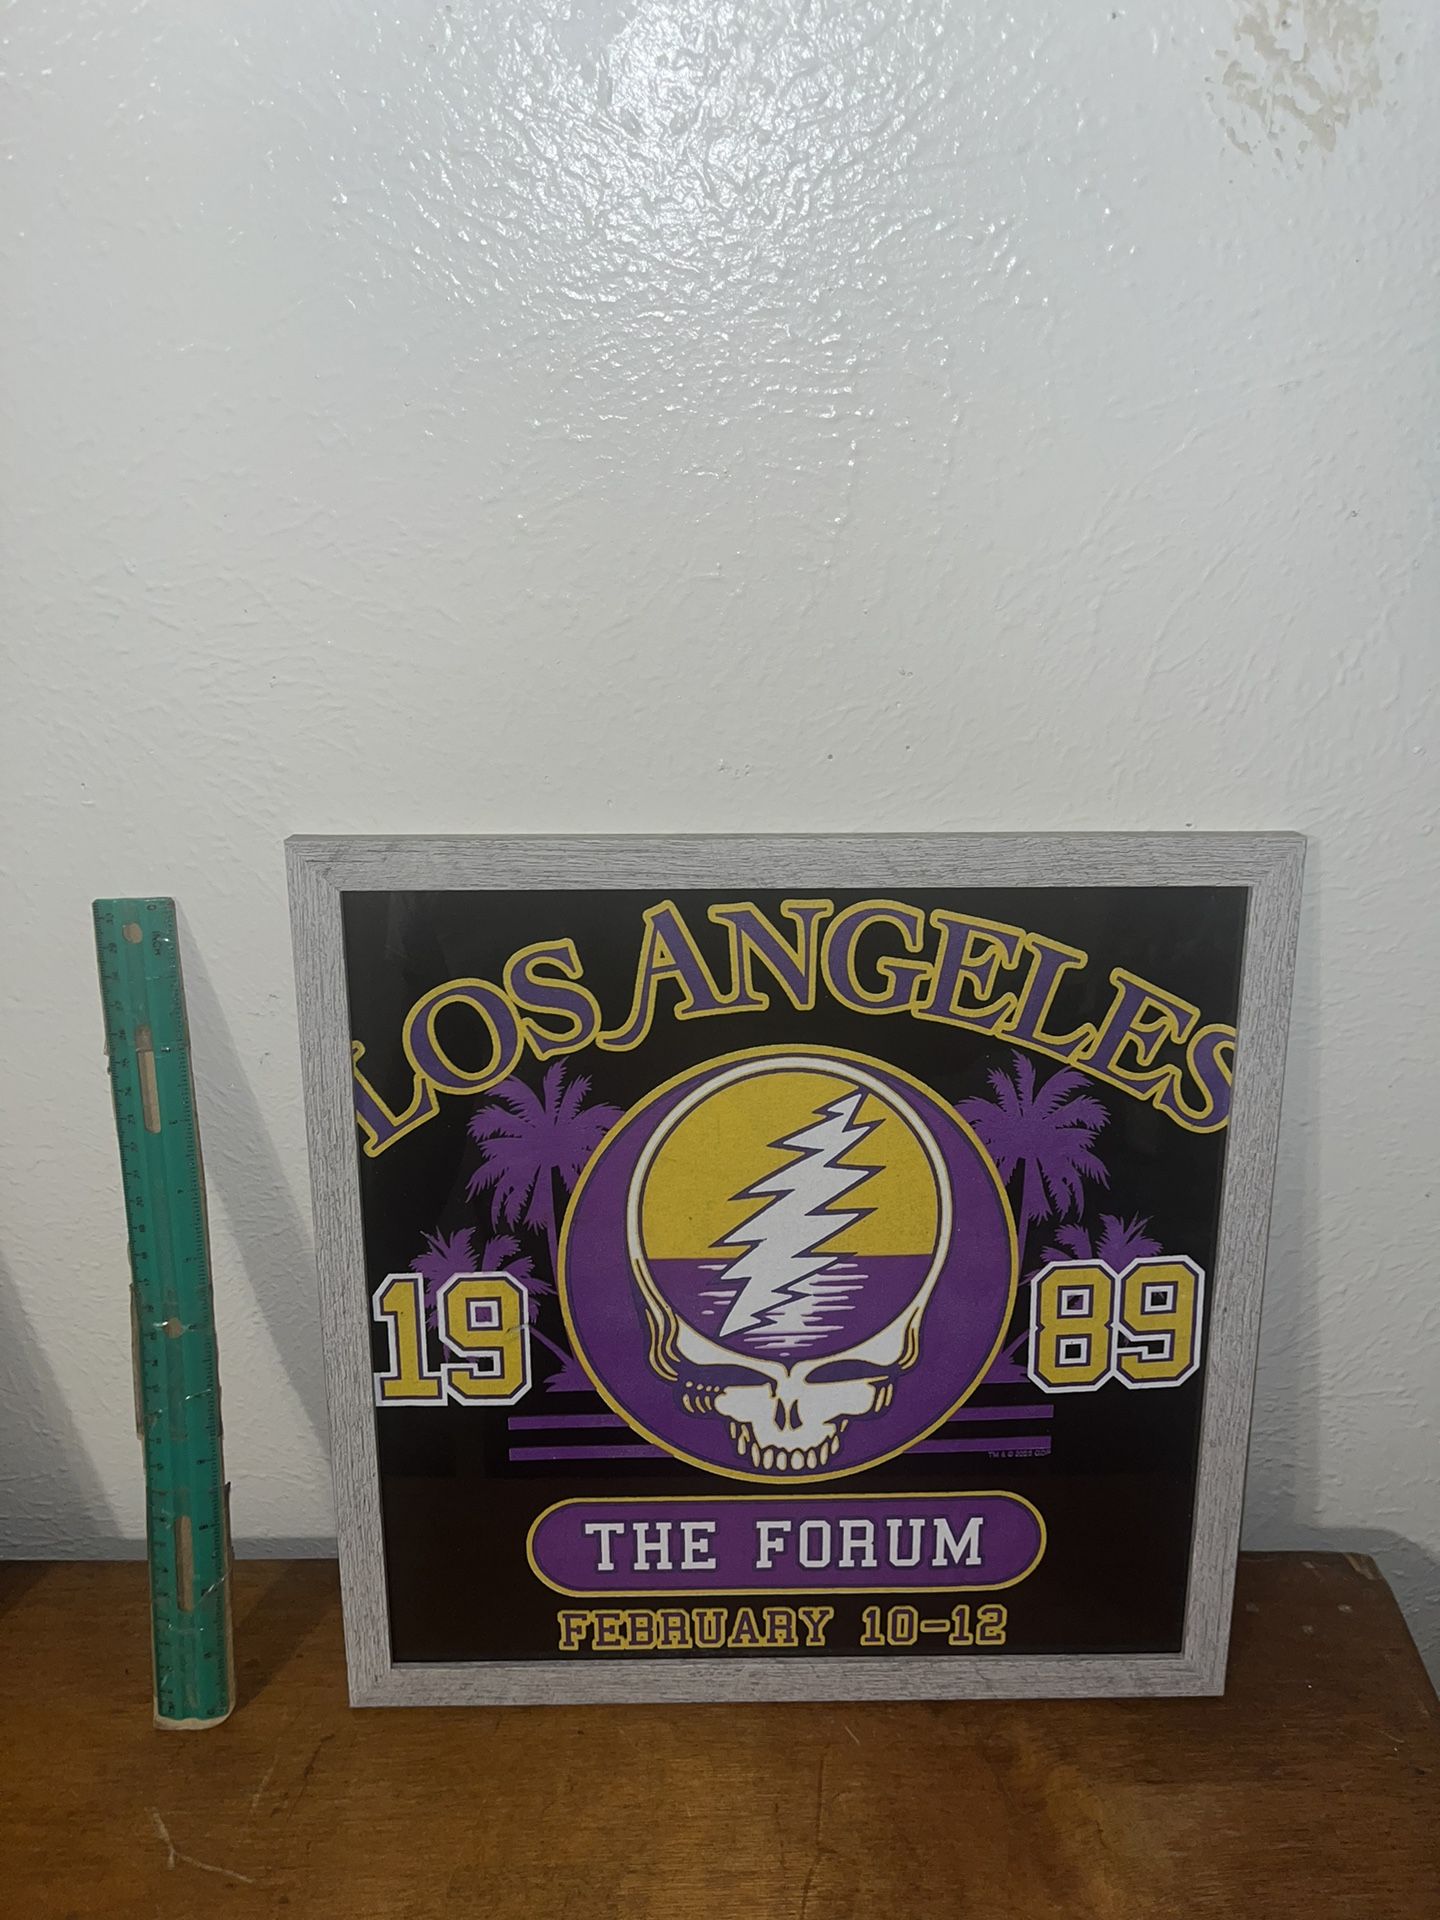 LOS ANGELES
19 89
THE FORUM
FEBRUARY 10-12